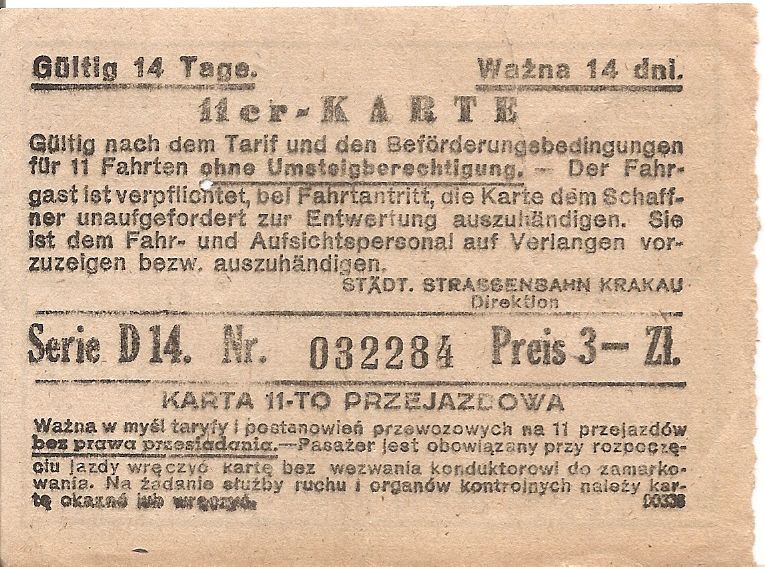 Gültig 14 Tage. Ważna 14 dni.
11er-KARTE
Gültig nach dem Tarif und den Beförderungsbedingungen
für 11 Fahrten ohne Umsteigberechtigung. — Der Fahr-
gast ist verpflichtet, bei Fahrtantritt, die Karte dem Schaff-
ner unaufgefordert zur Entwertung auszuhändigen. Sie
ist dem Fahr- und Aufsichtspersonal auf Verlangen vor-
zuzeigen bezw. auszuhändigen.
STÄDT. STRASSENBAHN KRAKAU
Direktion
Serie D 14. Nr. 032284 Preis 3— Zł.
KARTA 11-TO PRZEJAZDOWA
Ważna w myśl taryfy i postanowień przewozowych na 11 przejazdów
bez prawa przesiadania.—Pasażer jest obowiązany przy rozpoczę-
ciu jazdy wręczyć kartę bez wezwania konduktorowi do zamarko-
wania. Na żądanie służby ruchu i organów kontrolnych należy kar-
tę okazać lub wręczyć. 00338